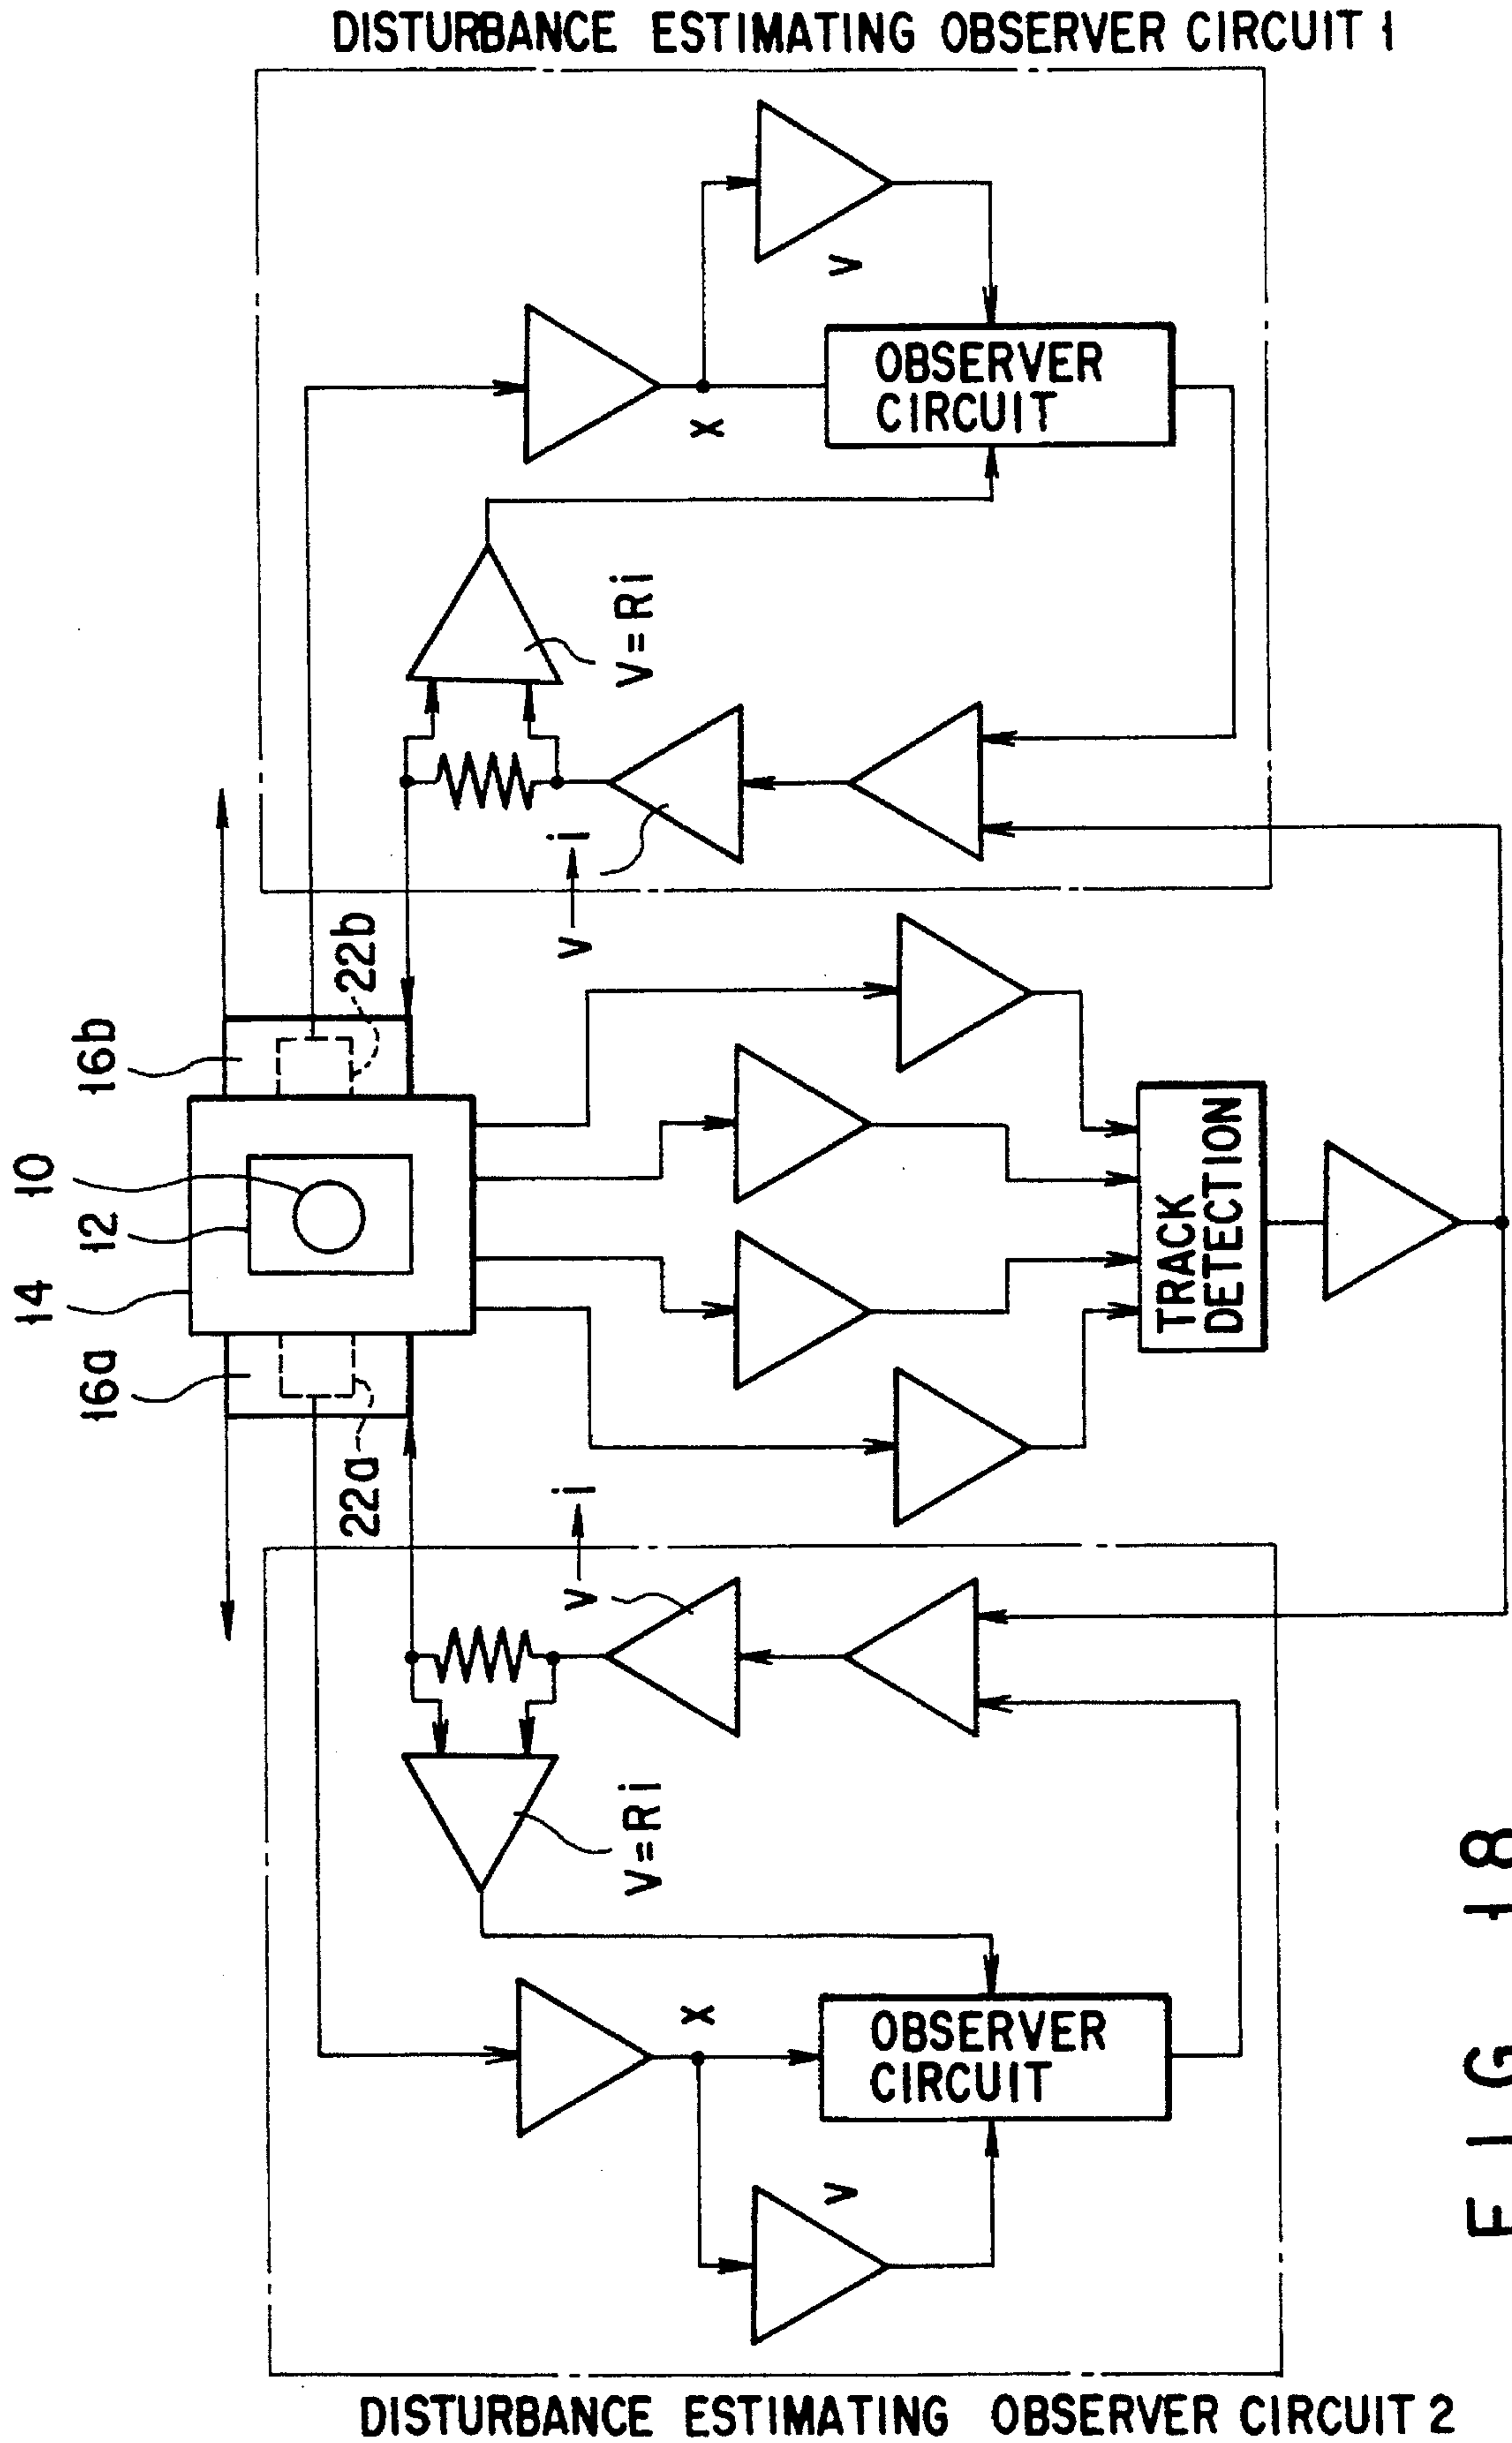 DISTURBANCE ESTIMATING OBSERVER CIRCUIT 1
V
OBSERVER
CIRCUIT
X
V=Ri
V→i
22b
16b
10
12
14
16a
22a
TRACK
DETECTION
V→i
V=Ri
X
OBSERVER
CIRCUIT
V
DISTURBANCE ESTIMATING OBSERVER CIRCUIT 2
FIG 18